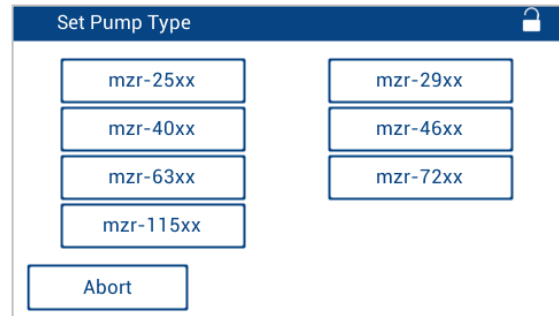 Set Pump Type
mzr-25xx
mzr-29xx
mzr-40xx
mzr-46xx
mzr-63xx
mzr-72xx
mzr-115xx
Abort